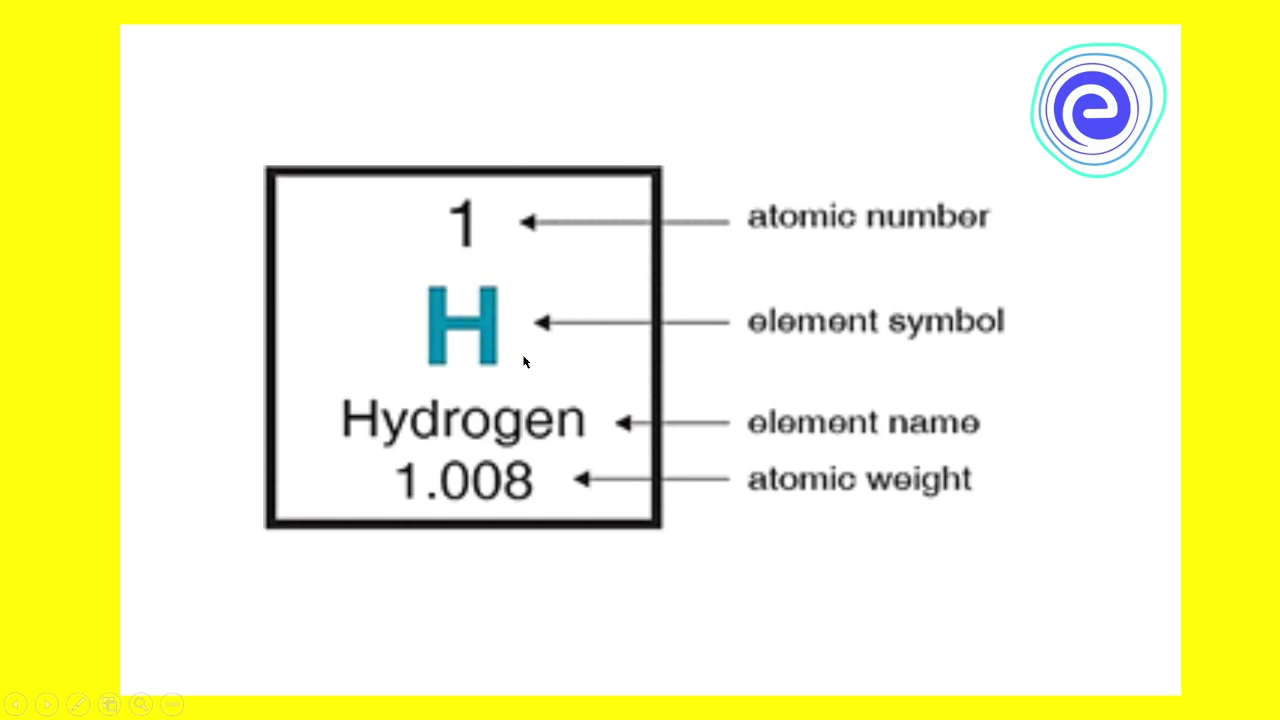 1
atomic number
H
element symbol
Hydrogen
element name
1.008
atomic weight